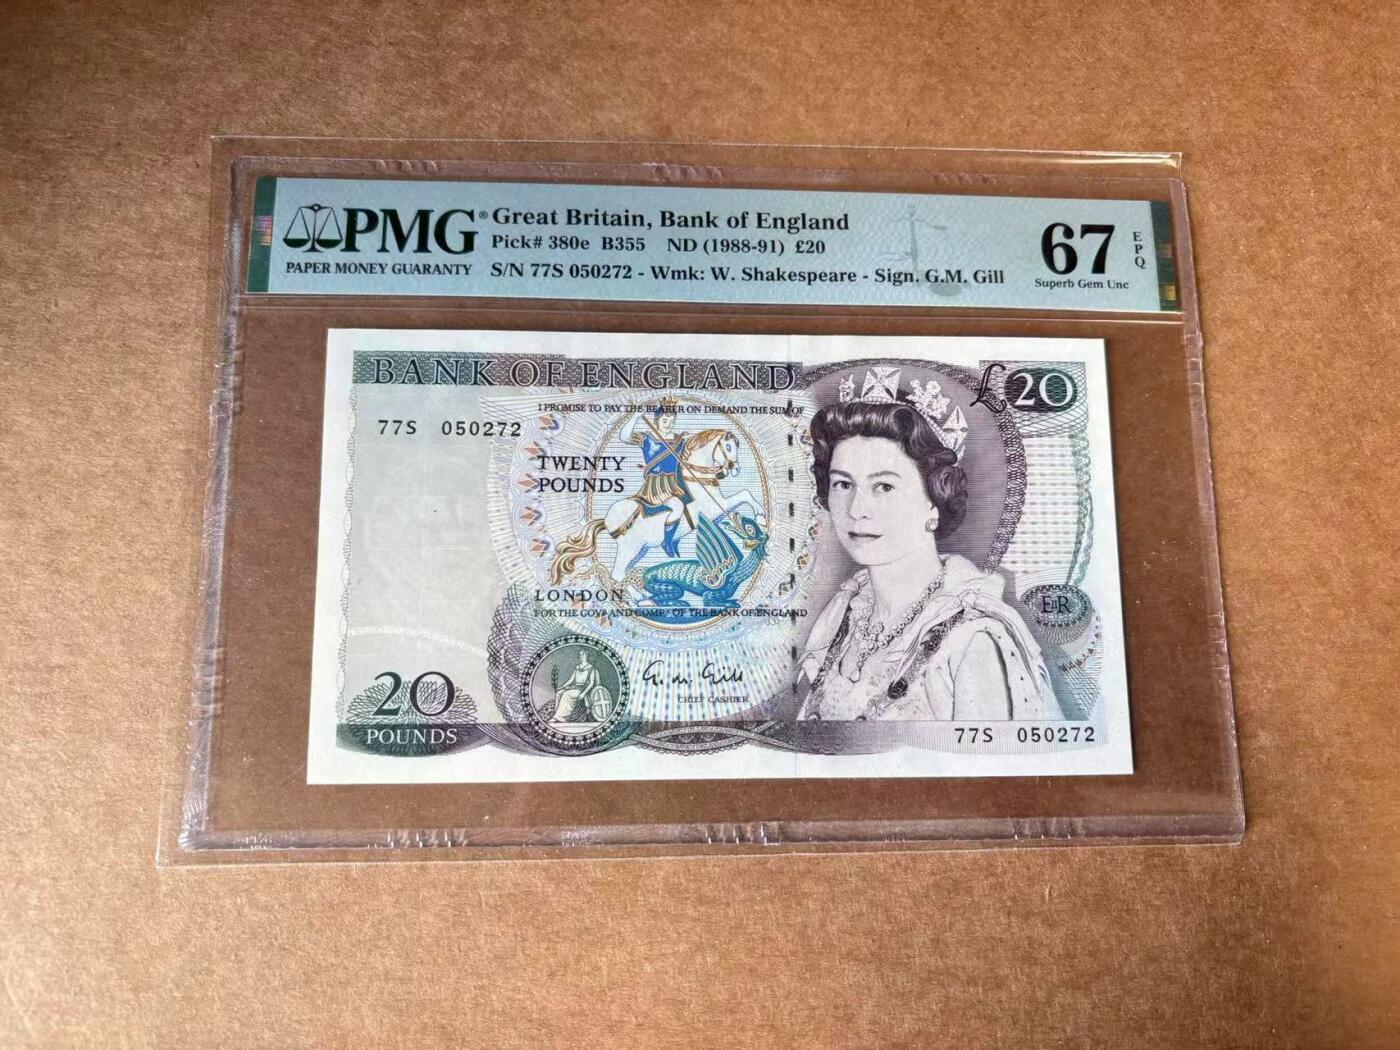 PMG®
PAPER MONEY GUARANTY
Great Britain, Bank of England
Pick# 380e B355 ND (1988-91) £20
S/N 77S 050272 - Wmk: W. Shakespeare - Sign. G.M. Gill
67
EPQ
Superb Gem Unc
BANK OF ENGLAND
£20
I PROMISE TO PAY THE BEARER ON DEMAND THE SUM OF
77S 050272
TWENTY
POUNDS
LONDON
FOR THE GOVR AND COMPA OF THE BANK OF ENGLAND
EIIR
G.M. Gill
CHIEF CASHIER
20
POUNDS
77S 050272